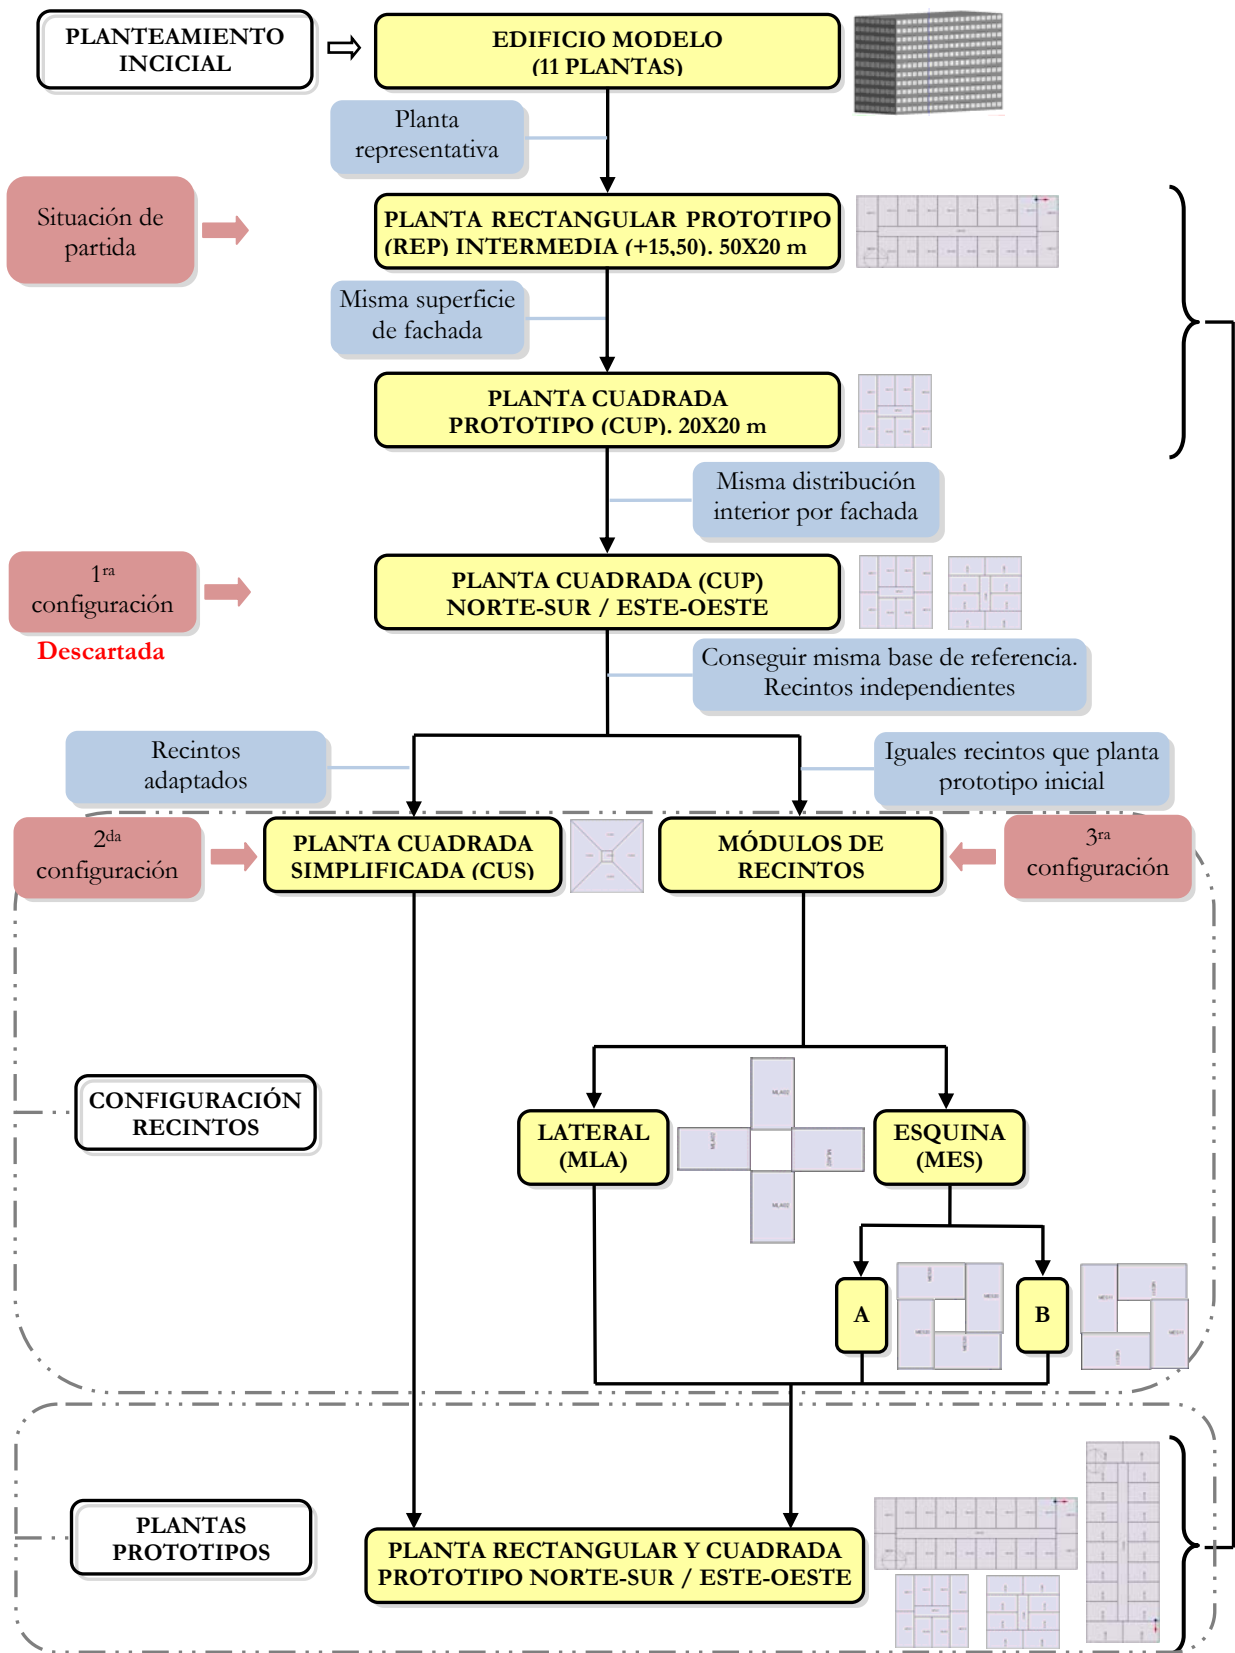 PLANTEAMIENTO
INCICIAL
EDIFICIO MODELO
(11 PLANTAS)
Planta
representativa
Situación de
partida
PLANTA RECTANGULAR PROTOTIPO
(REP) INTERMEDIA (+15,50). 50X20 m
Misma superficie
de fachada
PLANTA CUADRADA
PROTOTIPO (CUP). 20X20 m
Misma distribución
interior por fachada
1ra
configuración
Descartada
PLANTA CUADRADA (CUP)
NORTE-SUR / ESTE-OESTE
Conseguir misma base de referencia.
Recintos independientes
Recintos
adaptados
Iguales recintos que planta
prototipo inicial
2da
configuración
PLANTA CUADRADA
SIMPLIFICADA (CUS)
MÓDULOS DE
RECINTOS
3ra
configuración
CONFIGURACIÓN
RECINTOS
LATERAL
(MLA)
MLA02
MLA02
MLA02
ESQUINA
(MES)
A
B
PLANTAS
PROTOTIPOS
PLANTA RECTANGULAR Y CUADRADA
PROTOTIPO NORTE-SUR / ESTE-OESTE